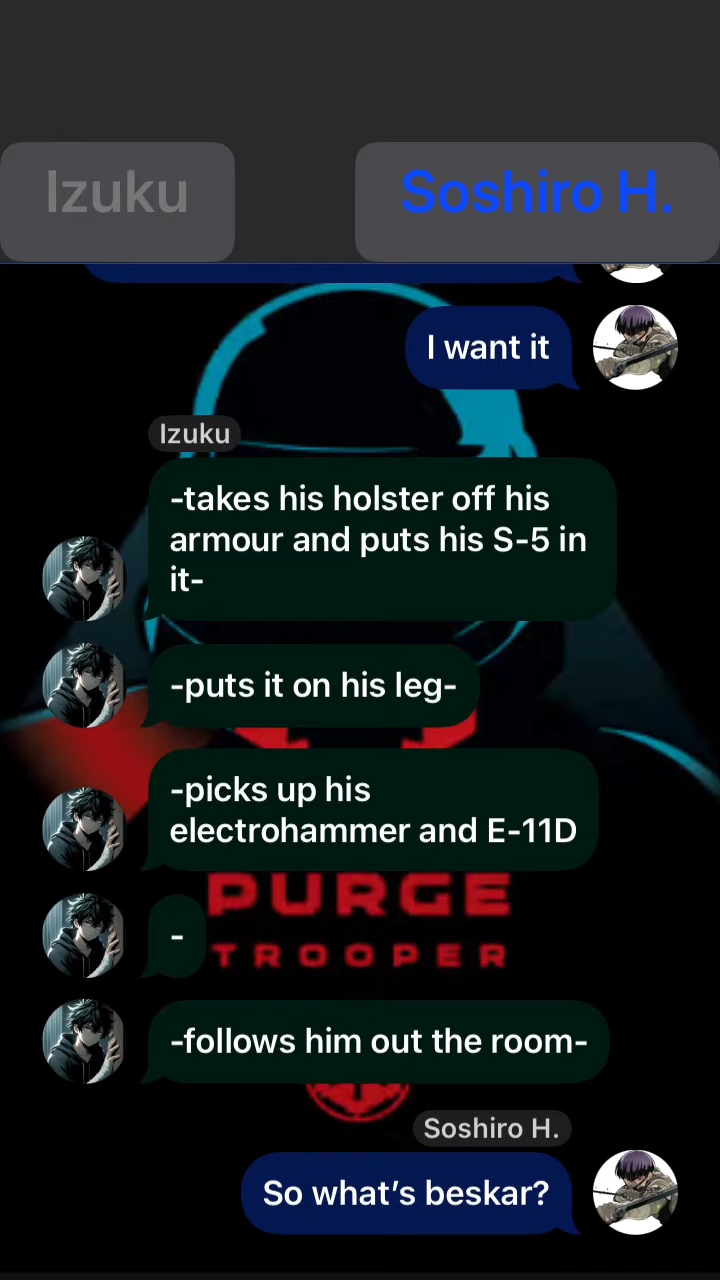 Izuku
Soshiro H.
I want it
Izuku
-takes his holster off his
armour and puts his S-5 in
it-
-puts it on his leg-
-picks up his
electrohammer and E-11D
PURGE
-
TROOPER
-follows him out the room-
Soshiro H.
So what’s beskar?